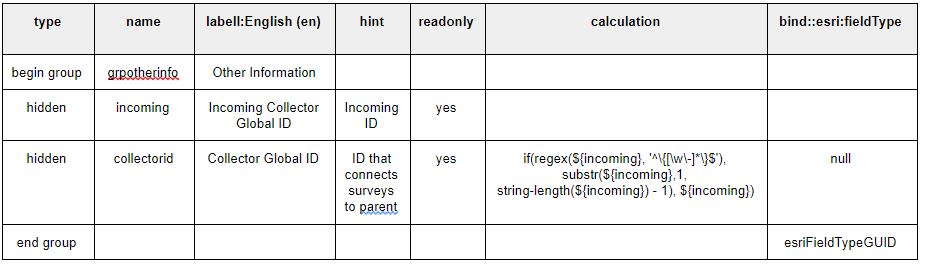 type name labell:English (en) hint readonly calculation bind::esri:fieldType
begin group grpotherinfo Other Information
hidden incoming Incoming Collector Incoming yes
Global ID ID
hidden collectorid Collector Global ID ID that yes if(regex(${incoming}, '^\{[\w\-]*\}$'), null
connects substr(${incoming},1,
surveys string-length(${incoming}) - 1), ${incoming})
to parent
end group esriFieldTypeGUID